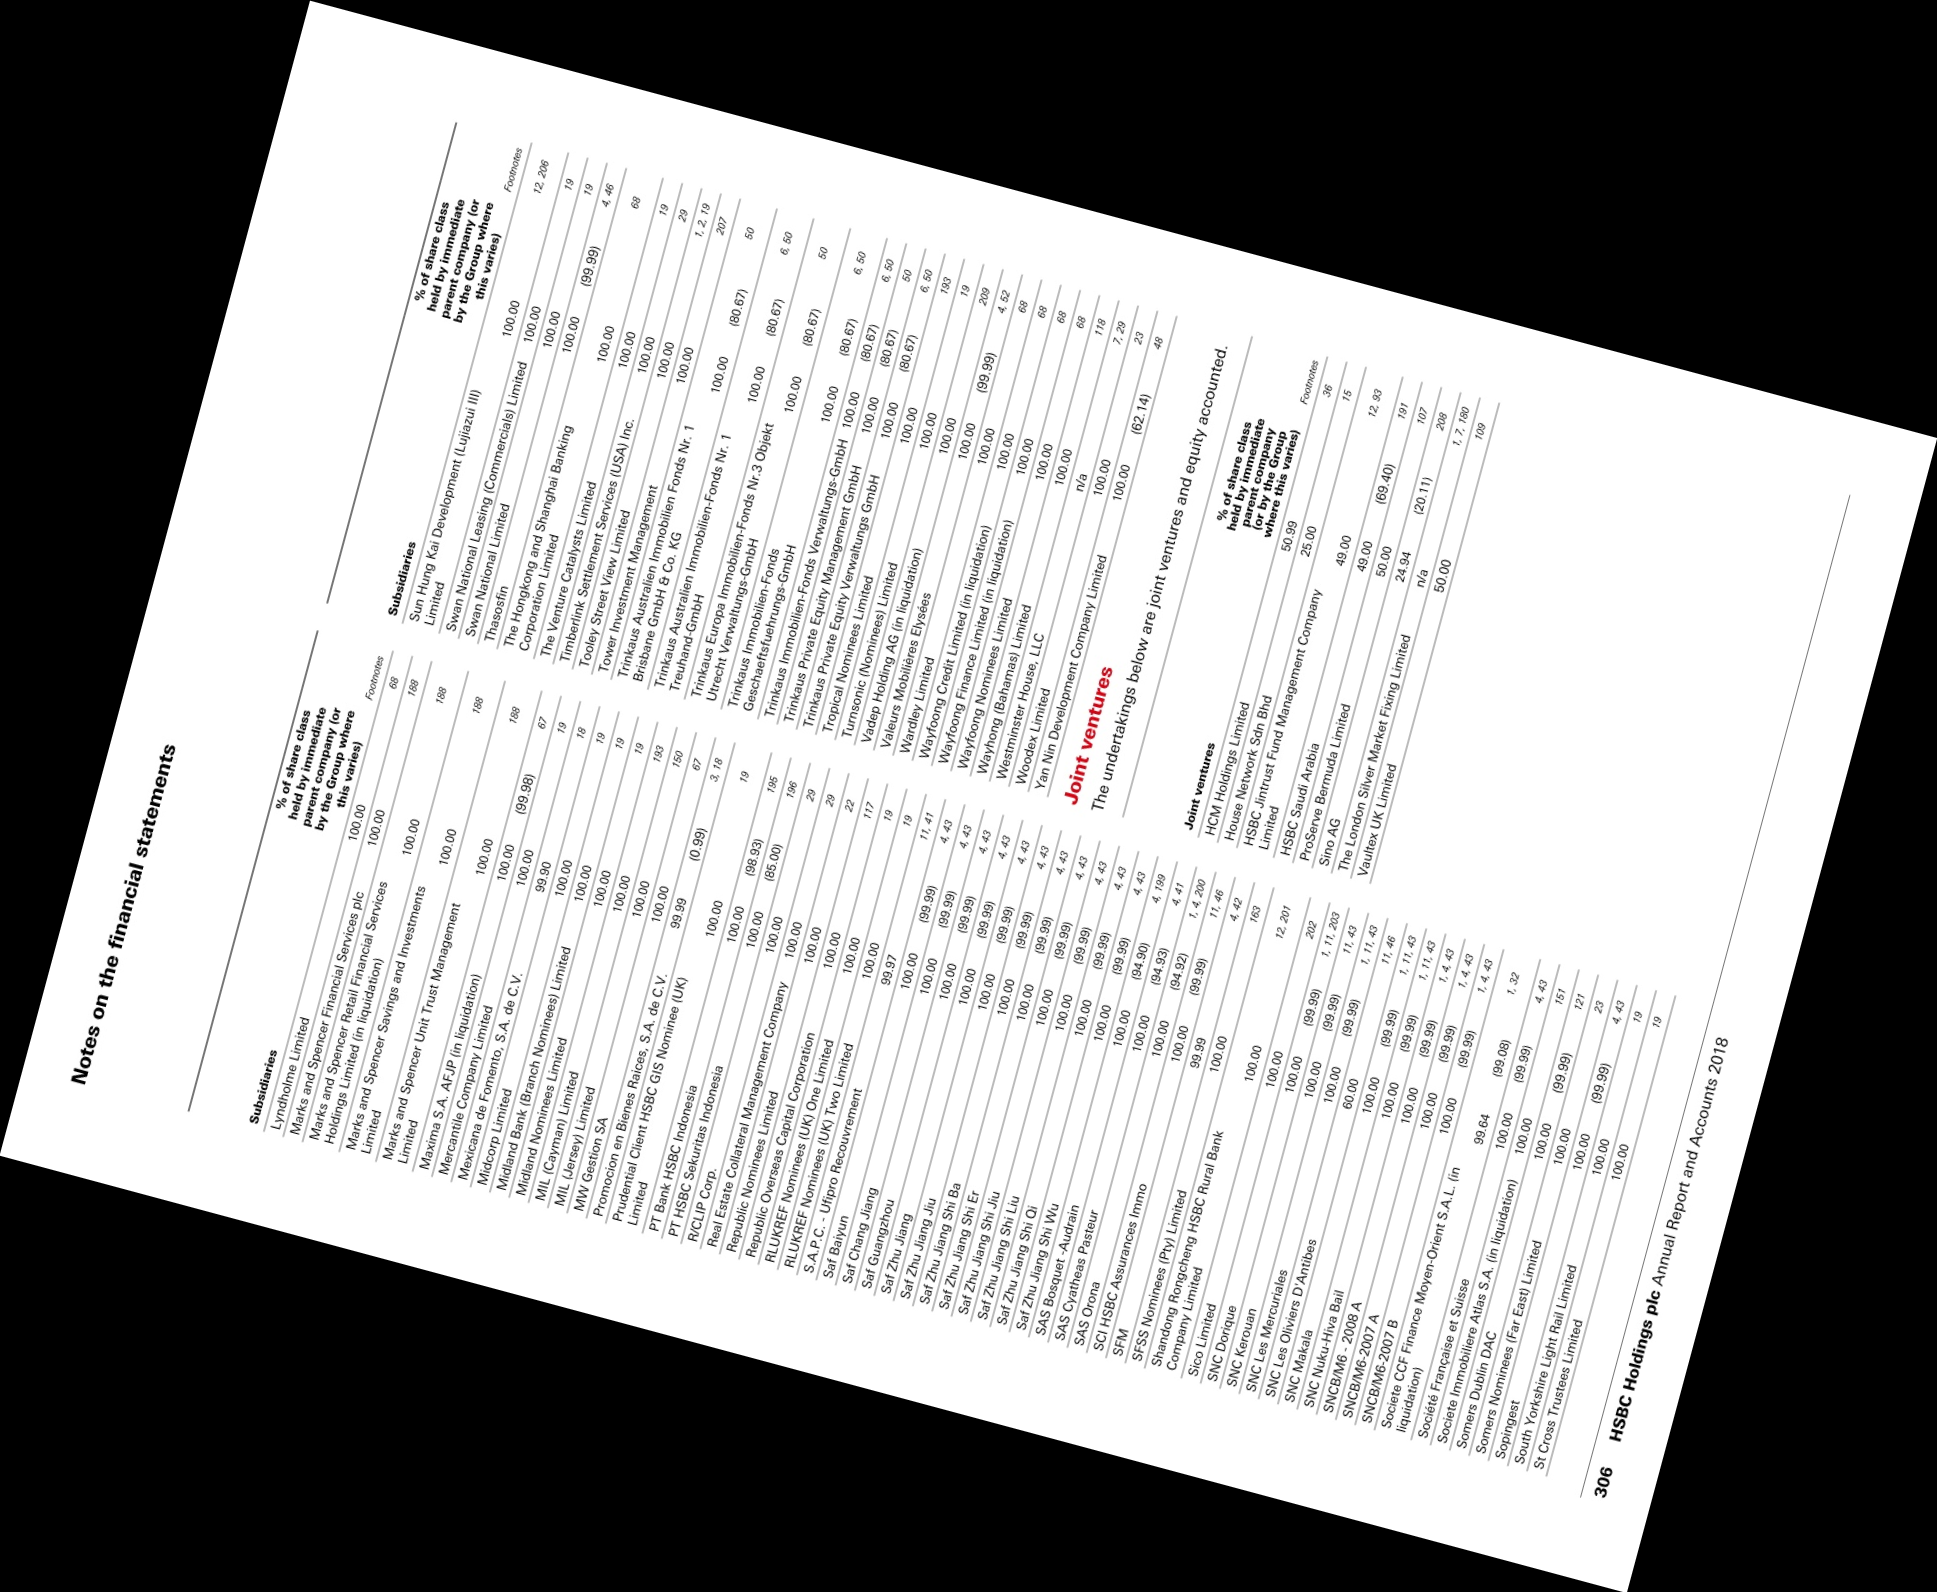 Notes on the financial statements
% of share class
held by immediate
parent company (or
by the Group where
this varies)
Subsidiaries Footnotes
Lyndholme Limited 100.00 68
Marks and Spencer Financial Services plc 100.00 188
Marks and Spencer Retail Financial Services
Holdings Limited (in liquidation) 100.00 188
Marks and Spencer Savings and Investments
Limited 100.00 188
Marks and Spencer Unit Trust Management
Limited 100.00 188
Maxima S.A. AFJP (in liquidation) 100.00 (99.98) 67
Mercantile Company Limited 100.00 19
Mexicana de Fomento, S.A. de C.V. 99.90 18
Midcorp Limited 100.00 19
Midland Bank (Branch Nominees) Limited 100.00 19
Midland Nominees Limited 100.00 19
MIL (Cayman) Limited 100.00 193
MIL (Jersey) Limited 100.00 150
MW Gestion SA 100.00 67
Promocion en Bienes Raices, S.A. de C.V. 99.99 (0.99) 3, 18
Prudential Client HSBC GIS Nominee (UK)
Limited 100.00 19
PT Bank HSBC Indonesia 100.00 (98.93) 195
PT HSBC Sekuritas Indonesia 100.00 (85.00) 196
R/CLIP Corp. 100.00 29
Real Estate Collateral Management Company 100.00 29
Republic Nominees Limited 100.00 22
Republic Overseas Capital Corporation 100.00 117
RLUKREF Nominees (UK) One Limited 100.00 19
RLUKREF Nominees (UK) Two Limited 100.00 19
S.A.P.C. - Ufipro Recouvrement 99.97 11, 41
Saf Baiyun 100.00 (99.99) 4, 43
Saf Chang Jiang 100.00 (99.99) 4, 43
Saf Guangzhou 100.00 (99.99) 4, 43
Saf Zhu Jiang 100.00 (99.99) 4, 43
Saf Zhu Jiang Jiu 100.00 (99.99) 4, 43
Saf Zhu Jiang Shi Ba 100.00 (99.99) 4, 43
Saf Zhu Jiang Shi Er 100.00 (99.99) 4, 43
Saf Zhu Jiang Shi Jiu 100.00 (99.99) 4, 43
Saf Zhu Jiang Shi Liu 100.00 (99.99) 4, 43
Saf Zhu Jiang Shi Qi 100.00 (99.99) 4, 43
Saf Zhu Jiang Shi Wu 100.00 (99.99) 4, 43
SAS Bosquet -Audrain 100.00 (94.90) 4, 199
SAS Cyatheas Pasteur 100.00 (94.93) 4, 41
SAS Orona 100.00 (94.92) 1, 4, 200
SCI HSBC Assurances Immo 100.00 (99.99) 11, 46
SFM 99.99 4, 42
SFSS Nominees (Pty) Limited 100.00 163
Shandong Rongcheng HSBC Rural Bank
Company Limited 100.00 12, 201
Sico Limited 100.00 202
SNC Dorique 100.00 (99.99) 1, 11, 203
SNC Kerouan 100.00 (99.99) 11, 43
SNC Les Mercuriales 100.00 (99.99) 1, 11, 43
SNC Les Oliviers D'Antibes 60.00 11, 46
SNC Makala 100.00 (99.99) 1, 11, 43
SNC Nuku-Hiva Bail 100.00 (99.99) 1, 11, 43
SNCB/M6 - 2008 A 100.00 (99.99) 1, 4, 43
SNCB/M6-2007 A 100.00 (99.99) 1, 4, 43
SNCB/M6-2007 B 100.00 (99.99) 1, 4, 43
Societe CCF Finance Moyen-Orient S.A.L. (in
liquidation) 99.64 (99.08) 1, 32
Société Française et Suisse 100.00 (99.99) 4, 43
Societe Immobiliere Atlas S.A. (in liquidation) 100.00 151
Somers Dublin DAC 100.00 (99.99) 121
Somers Nominees (Far East) Limited 100.00 23
Sopingest 100.00 (99.99) 4, 43
South Yorkshire Light Rail Limited 100.00 19
St Cross Trustees Limited 100.00 19
% of share class
held by immediate
parent company (or
by the Group where
this varies)
Subsidiaries Footnotes
Sun Hung Kai Development (Lujiazui III)
Limited 100.00 12, 206
Swan National Leasing (Commercials) Limited 100.00 19
Swan National Limited 100.00 19
Thasosfin 100.00 (99.99) 4, 46
The Hongkong and Shanghai Banking
Corporation Limited 100.00 68
The Venture Catalysts Limited 100.00 19
Timberlink Settlement Services (USA) Inc. 100.00 29
Tooley Street View Limited 100.00 1, 2, 19
Tower Investment Management 100.00 207
Trinkaus Australien Immobilien Fonds Nr. 1
Brisbane GmbH & Co. KG 100.00 (80.67) 50
Trinkaus Australien Immobilien-Fonds Nr. 1
Treuhand-GmbH 100.00 (80.67) 6, 50
Trinkaus Europa Immobilien-Fonds Nr.3 Objekt
Utrecht Verwaltungs-GmbH 100.00 (80.67) 50
Trinkaus Immobilien-Fonds
Geschaeftsfuehrungs-GmbH 100.00 (80.67) 6, 50
Trinkaus Immobilien-Fonds Verwaltungs-GmbH 100.00 (80.67) 6, 50
Trinkaus Private Equity Management GmbH 100.00 (80.67) 50
Trinkaus Private Equity Verwaltungs GmbH 100.00 (80.67) 6, 50
Tropical Nominees Limited 100.00 193
Turnsonic (Nominees) Limited 100.00 19
Vadep Holding AG (in liquidation) 100.00 209
Valeurs Mobilières Elysées 100.00 (99.99) 4, 52
Wardley Limited 100.00 68
Wayfoong Credit Limited (in liquidation) 100.00 68
Wayfoong Finance Limited (in liquidation) 100.00 68
Wayfoong Nominees Limited 100.00 68
Wayhong (Bahamas) Limited 100.00 118
Westminster House, LLC n/a 7, 29
Woodex Limited 100.00 23
Yan Nin Development Company Limited 100.00 (62.14) 48
Joint ventures
The undertakings below are joint ventures and equity accounted.
% of share class
held by immediate
parent company
(or by the Group
where this varies)
Joint ventures Footnotes
HCM Holdings Limited 50.99 36
House Network Sdn Bhd 25.00 15
HSBC Jintrust Fund Management Company
Limited 49.00 12, 93
HSBC Saudi Arabia 49.00 (69.40) 191
ProServe Bermuda Limited 50.00 107
Sino AG 24.94 (20.11) 208
The London Silver Market Fixing Limited n/a 1, 7, 180
Vaultex UK Limited 50.00 109
306 HSBC Holdings plc Annual Report and Accounts 2018